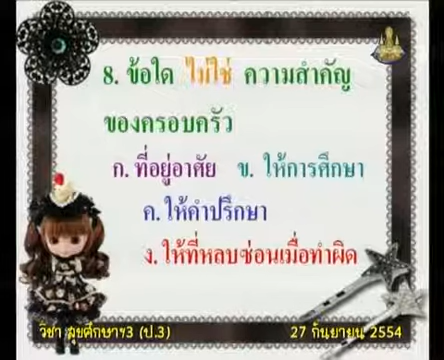 8. ข้อใด ไม่ใช่ ความสำคัญ
ของครอบครัว
ก. ที่อยู่อาศัย ข. ให้การศึกษา
ค. ให้คำปรึกษา
ง. ให้ที่หลบซ่อนเมื่อทำผิด
วิชา สุขศึกษาฯ3 (ป.3) 27 กันยายน 2554